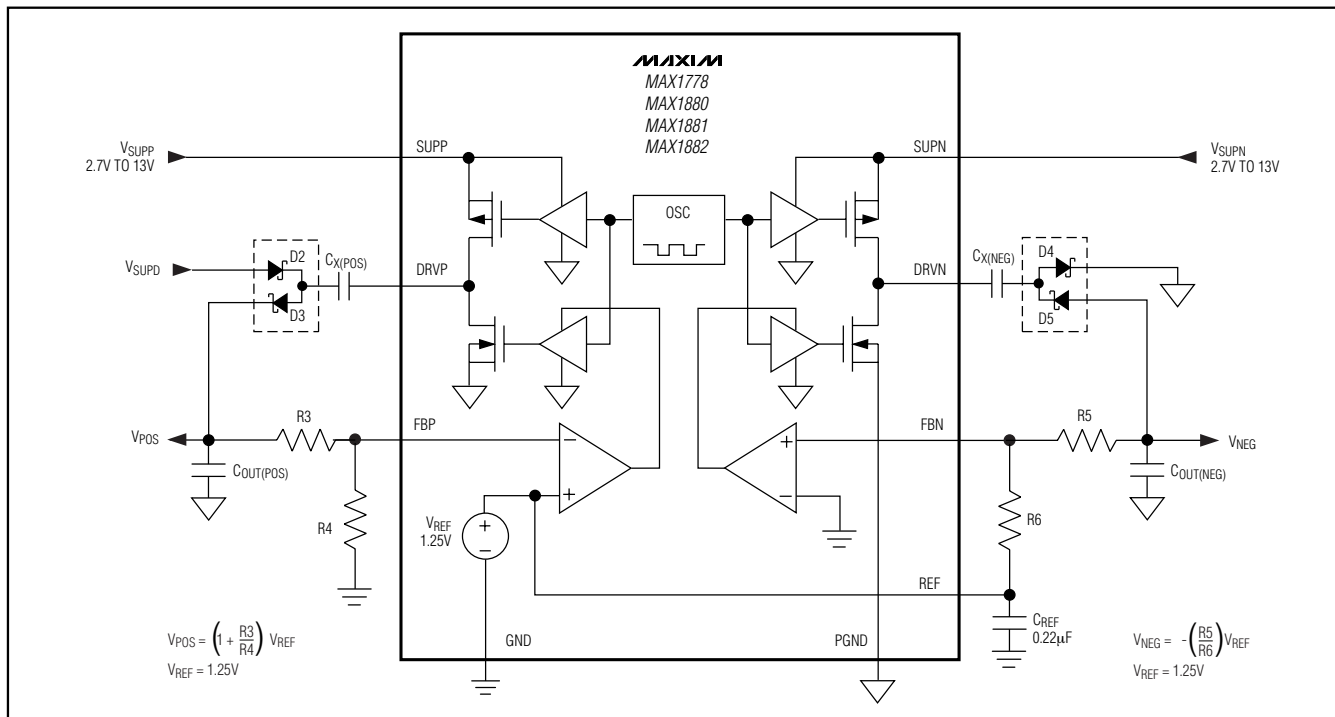 MAXIM
MAX1778
MAX1880
MAX1881
MAX1882
VSUPP
2.7V TO 13V
SUPP
SUPN
VSUPN
2.7V TO 13V
OSC
VSUPD
D2
D3
CX(POS)
DRVP
DRVN
CX(NEG)
D4
D5
VPOS
R3
FBP
FBN
R5
VNEG
COUT(POS)
COUT(NEG)
R4
−
+
+
−
R6
VREF
1.25V
+
−
REF
CREF
0.22µF
GND
PGND
VPOS = (1 + R3/R4) VREF
VREF = 1.25V
VNEG = -(R5/R6)VREF
VREF = 1.25V